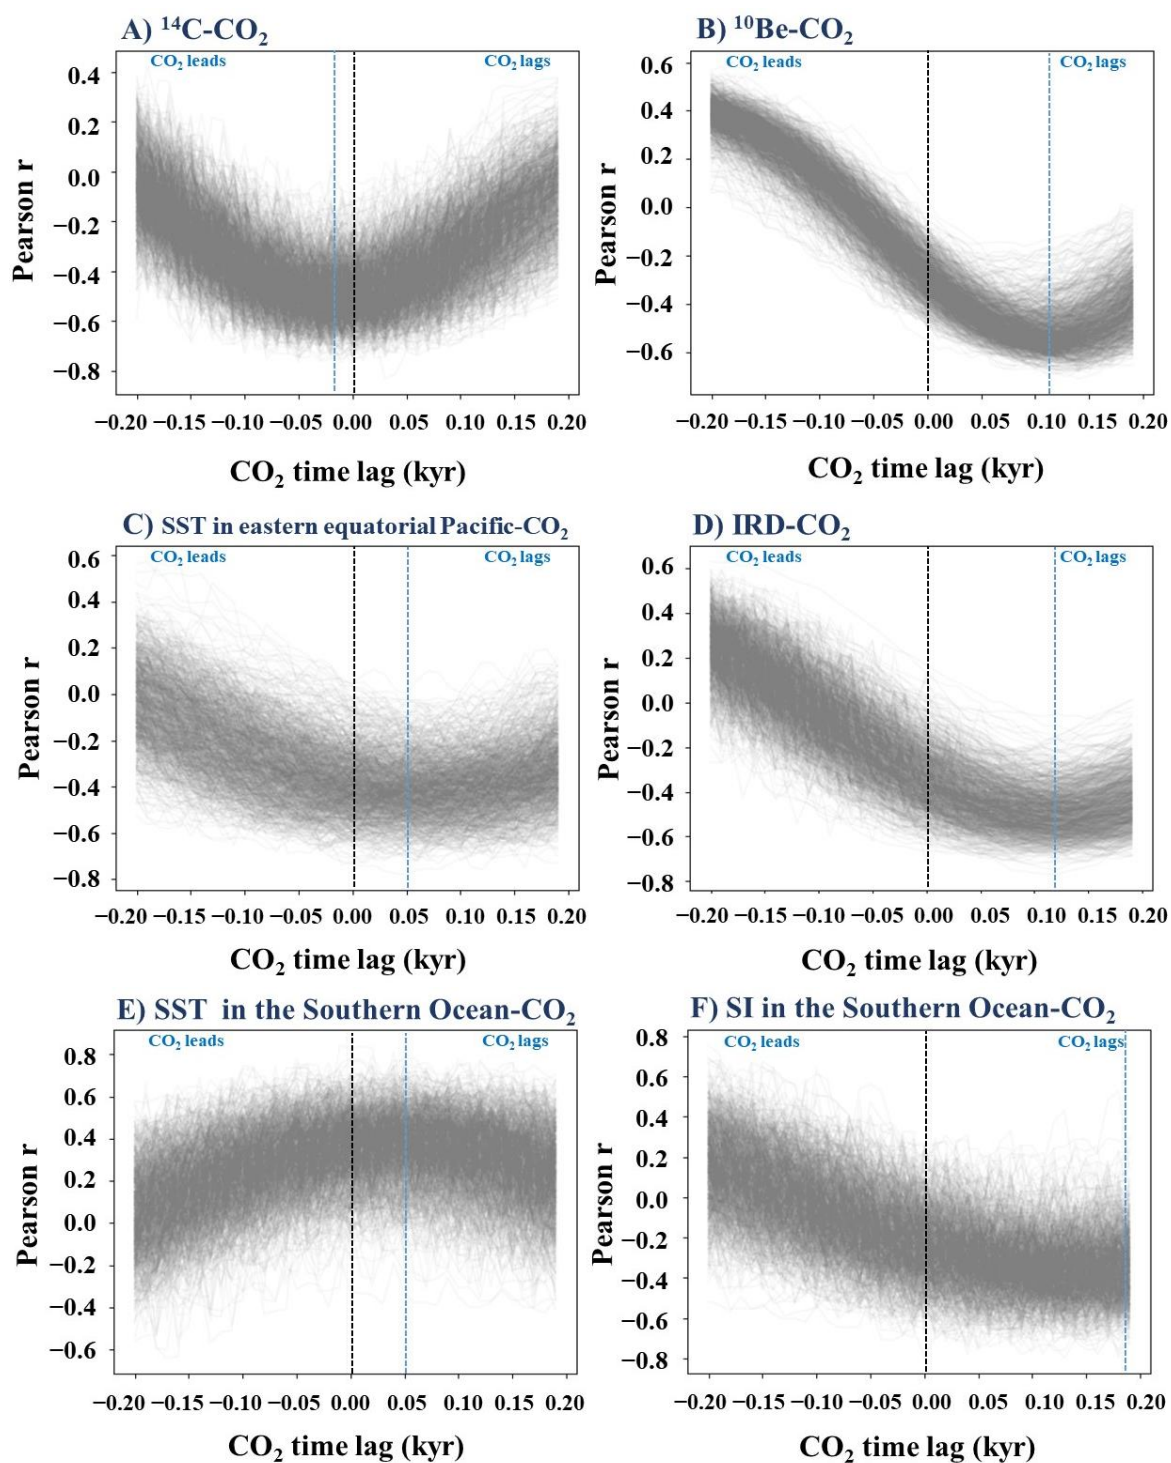 A) ¹⁴C-CO₂
CO₂ leads
CO₂ lags
0.4
0.2
0.0
−0.2
−0.4
−0.6
−0.8
Pearson r
−0.20 −0.15 −0.10 −0.05 0.00 0.05 0.10 0.15 0.20
CO₂ time lag (kyr)
B) ¹⁰Be-CO₂
CO₂ leads
CO₂ lags
0.6
0.4
0.2
0.0
−0.2
−0.4
−0.6
Pearson r
−0.20 −0.15 −0.10 −0.05 0.00 0.05 0.10 0.15 0.20
CO₂ time lag (kyr)
C) SST in eastern equatorial Pacific-CO₂
CO₂ leads
CO₂ lags
0.6
0.4
0.2
0.0
−0.2
−0.4
−0.6
−0.8
Pearson r
−0.20 −0.15 −0.10 −0.05 0.00 0.05 0.10 0.15 0.20
CO₂ time lag (kyr)
D) IRD-CO₂
CO₂ leads
CO₂ lags
0.6
0.4
0.2
0.0
−0.2
−0.4
−0.6
−0.8
Pearson r
−0.20 −0.15 −0.10 −0.05 0.00 0.05 0.10 0.15 0.20
CO₂ time lag (kyr)
E) SST in the Southern Ocean-CO₂
CO₂ leads
CO₂ lags
0.8
0.6
0.4
0.2
0.0
−0.2
−0.4
−0.6
Pearson r
−0.20 −0.15 −0.10 −0.05 0.00 0.05 0.10 0.15 0.20
CO₂ time lag (kyr)
F) SI in the Southern Ocean-CO₂
CO₂ leads
CO₂ lags
0.8
0.6
0.4
0.2
0.0
−0.2
−0.4
−0.6
−0.8
Pearson r
−0.20 −0.15 −0.10 −0.05 0.00 0.05 0.10 0.15 0.20
CO₂ time lag (kyr)